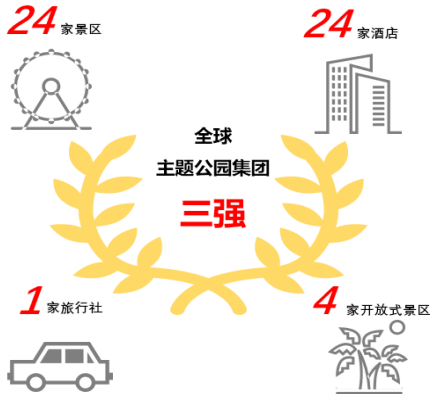 24家景区
24家酒店
全球
主题公园集团
三强
1家旅行社
4家开放式景区